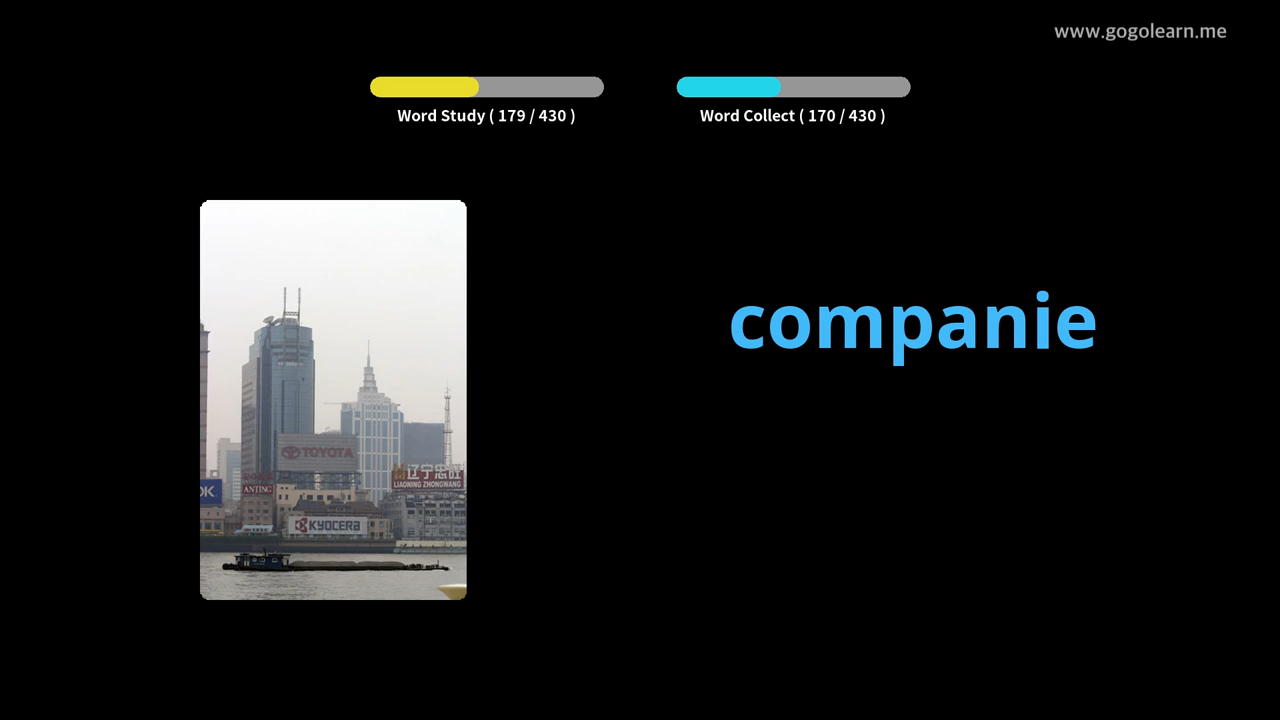 www.gogolearn.me
Word Study ( 179 / 430 )
Word Collect ( 170 / 430 )
companie
TOYOTA
辽宁忠旺
LIAONING ZHONGWANG
OK
ANTING
KYOCERA